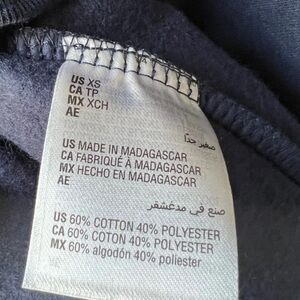 US XS
CA TP
MX XCH
AE
صغير جدًا
US MADE IN MADAGASCAR
CA FABRIQUÉ À MADAGASCAR
MX HECHO EN MADAGASCAR
AE
صنع في مدغشقر
US 60% COTTON 40% POLYESTER
CA 60% COTON 40% POLYESTER
MX 60% algodón 40% poliester